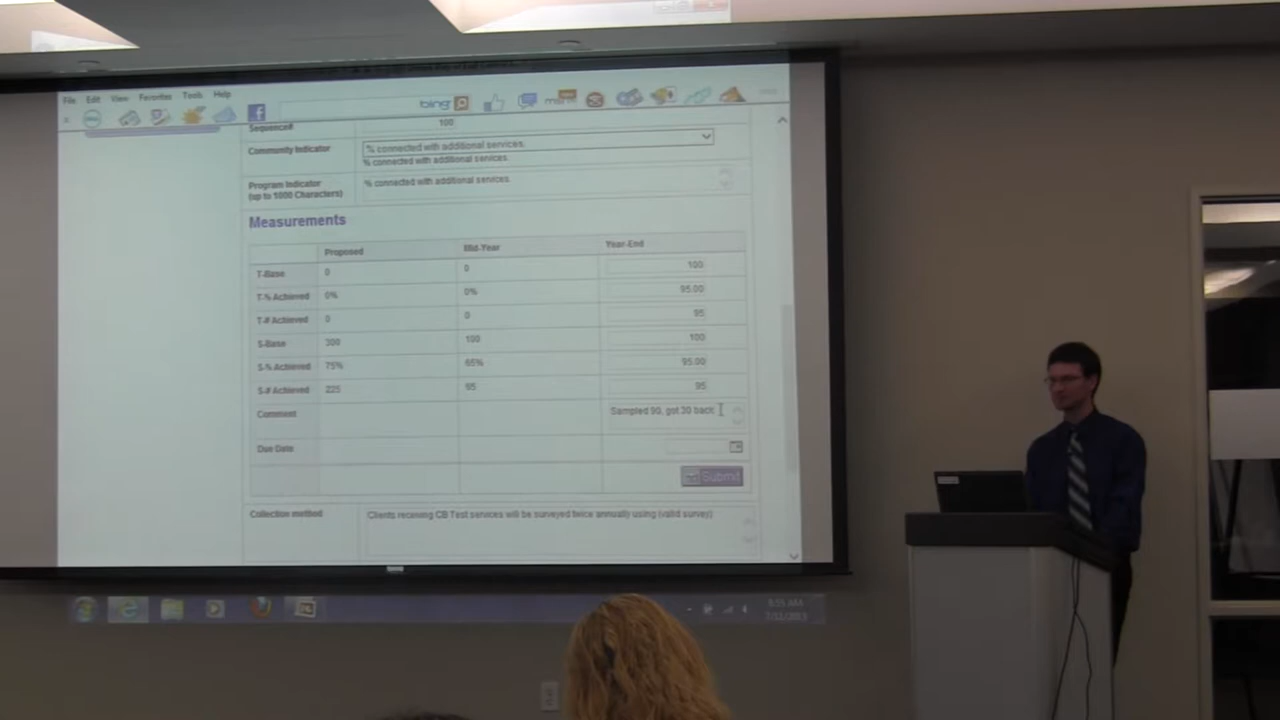 File Edit View Favorites Tools Help
bing
Sequence# 100
Community Indicator % connected with additional services.
% connected with additional services.
Program Indicator % connected with additional services.
(up to 1000 Characters)
Measurements
Proposed Mid-Year Year-End
T-Base 0 0 100
T-% Achieved 0% 0% 95.00
T-# Achieved 0 0 95
S-Base 300 100 100
S-% Achieved 75% 65% 95.00
S-# Achieved 225 95
Comment Sampled 90, got 30 back
Due Date
Submit
Collection method Clients receiving CB Test services will be surveyed twice annually using (valid survey)